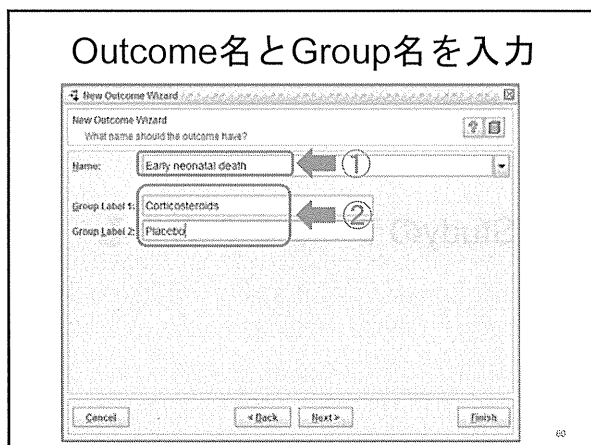 Outcome名とGroup名を入力
New Outcome Wizard
New Outcome Wizard
What name should the outcome have?
Name: Early neonatal death ①
Group Label 1: Corticosteroids
Group Label 2: Placebo ②
Cancel < Back Next > Finish
60